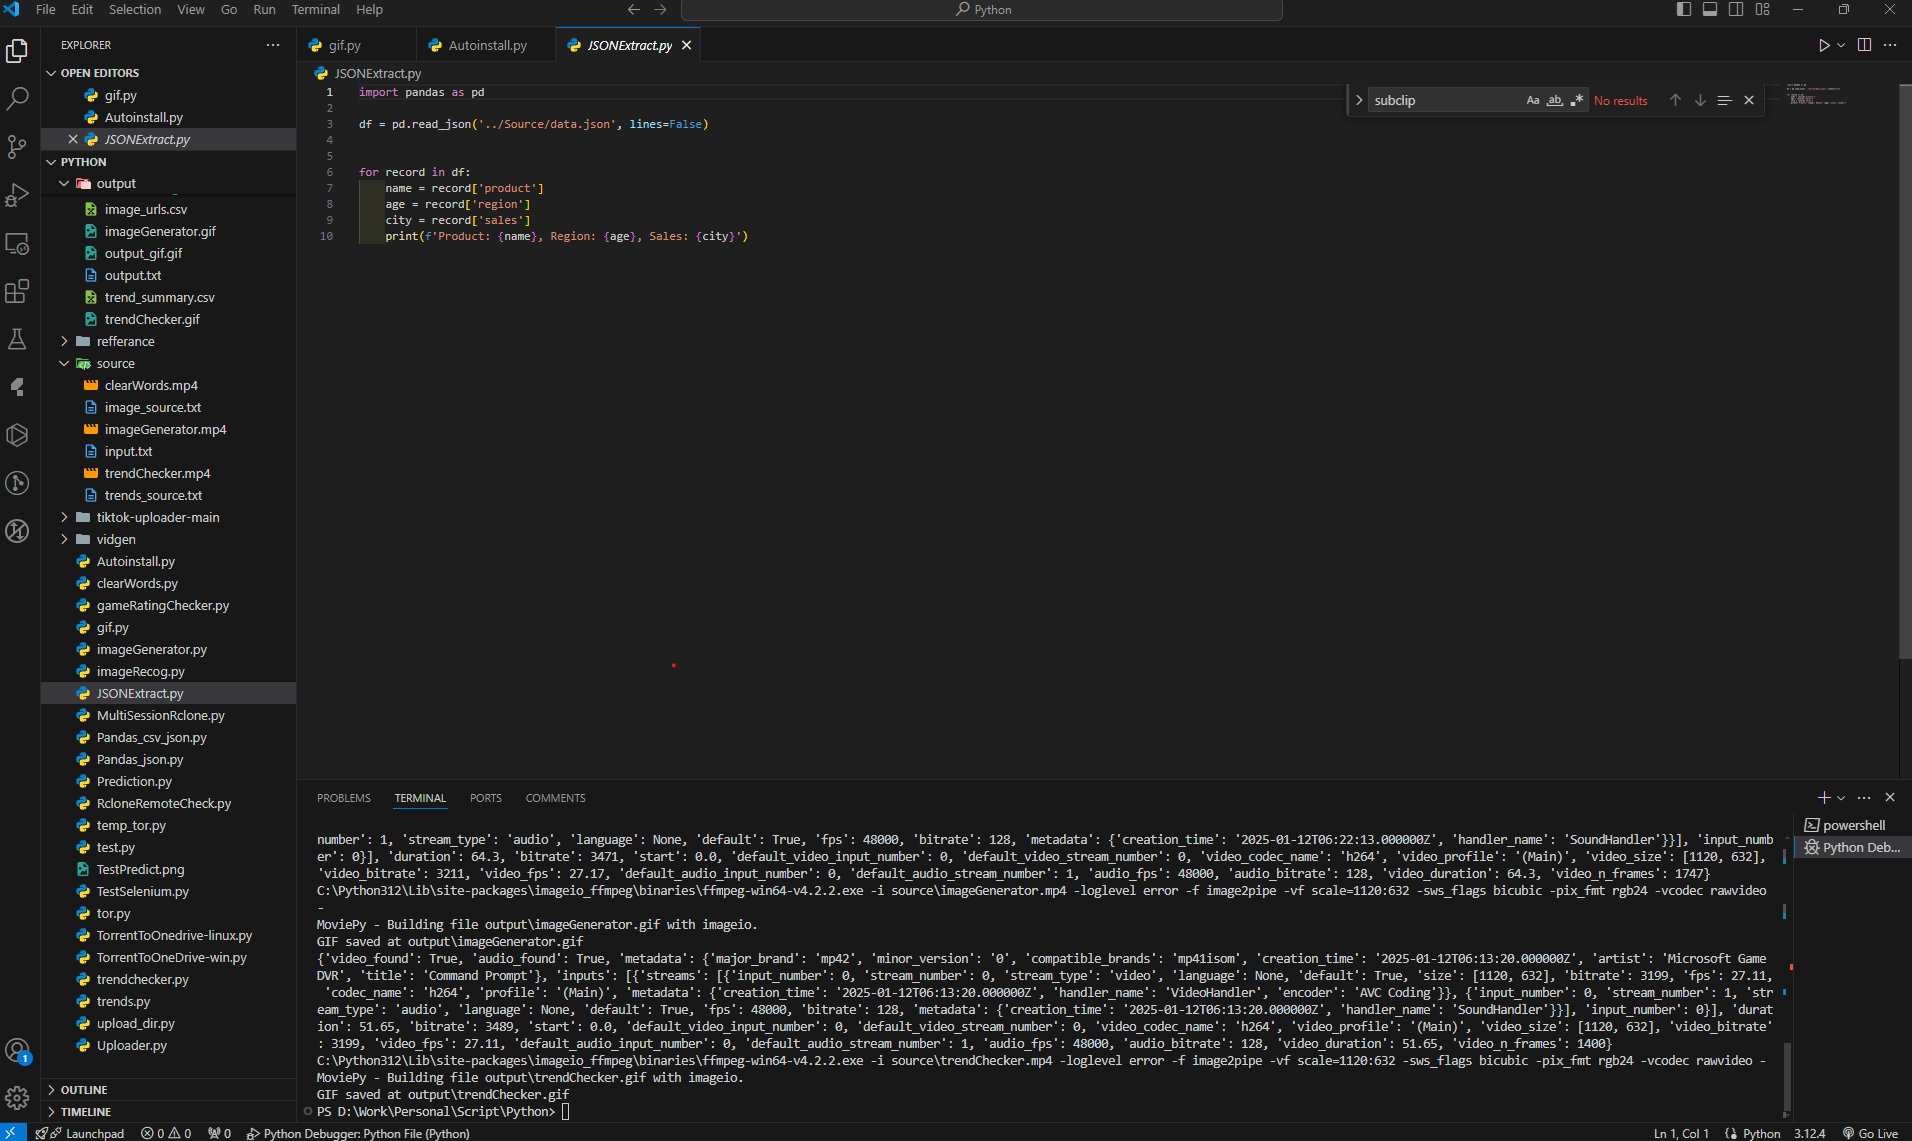 File Edit Selection View Go Run Terminal Help
Python
EXPLORER
gif.py
Autoinstall.py
JSONExtract.py
OPEN EDITORS
gif.py
Autoinstall.py
JSONExtract.py
PYTHON
output
image_urls.csv
imageGenerator.gif
output_gif.gif
output.txt
trend_summary.csv
trendChecker.gif
refferance
source
clearWords.mp4
image_source.txt
imageGenerator.mp4
input.txt
trendChecker.mp4
trends_source.txt
tiktok-uploader-main
vidgen
Autoinstall.py
clearWords.py
gameRatingChecker.py
gif.py
imageGenerator.py
imageRecog.py
JSONExtract.py
MultiSessionRclone.py
Pandas_csv_json.py
Pandas_json.py
Prediction.py
RcloneRemoteCheck.py
temp_tor.py
test.py
TestPredict.png
TestSelenium.py
tor.py
TorrentToOnedrive-linux.py
TorrentToOneDrive-win.py
trendchecker.py
trends.py
upload_dir.py
Uploader.py
OUTLINE
TIMELINE
JSONExtract.py
1 import pandas as pd
2
3 df = pd.read_json('../Source/data.json', lines=False)
4
5
6 for record in df:
7 name = record['product']
8 age = record['region']
9 city = record['sales']
10 print(f'Product: {name}, Region: {age}, Sales: {city}')
subclip
Aa ab No results
PROBLEMS TERMINAL PORTS COMMENTS
number': 1, 'stream_type': 'audio', 'language': None, 'default': True, 'fps': 48000, 'bitrate': 128, 'metadata': {'creation_time': '2025-01-12T06:22:13.000000Z', 'handler_name': 'SoundHandler'}}], 'input_numb
er': 0}], 'duration': 64.3, 'bitrate': 3471, 'start': 0.0, 'default_video_input_number': 0, 'default_video_stream_number': 0, 'video_codec_name': 'h264', 'video_profile': '(Main)', 'video_size': [1120, 632],
'video_bitrate': 3211, 'video_fps': 27.17, 'default_audio_input_number': 0, 'default_audio_stream_number': 1, 'audio_fps': 48000, 'audio_bitrate': 128, 'video_duration': 64.3, 'video_n_frames': 1747}
C:\Python312\Lib\site-packages\imageio_ffmpeg\binaries\ffmpeg-win64-v4.2.2.exe -i source\imageGenerator.mp4 -loglevel error -f image2pipe -vf scale=1120:632 -sws_flags bicubic -pix_fmt rgb24 -vcodec rawvideo
-
MoviePy - Building file output\imageGenerator.gif with imageio.
GIF saved at output\imageGenerator.gif
{'video_found': True, 'audio_found': True, 'metadata': {'major_brand': 'mp42', 'minor_version': '0', 'compatible_brands': 'mp41isom', 'creation_time': '2025-01-12T06:13:20.000000Z', 'artist': 'Microsoft Game
DVR', 'title': 'Command Prompt'}, 'inputs': [{'streams': [{'input_number': 0, 'stream_number': 0, 'stream_type': 'video', 'language': None, 'default': True, 'size': [1120, 632], 'bitrate': 3199, 'fps': 27.11,
'codec_name': 'h264', 'profile': '(Main)', 'metadata': {'creation_time': '2025-01-12T06:13:20.000000Z', 'handler_name': 'VideoHandler', 'encoder': 'AVC Coding'}}, {'input_number': 0, 'stream_number': 1, 'str
eam_type': 'audio', 'language': None, 'default': True, 'fps': 48000, 'bitrate': 128, 'metadata': {'creation_time': '2025-01-12T06:13:20.000000Z', 'handler_name': 'SoundHandler'}}], 'input_number': 0}], 'durat
ion': 51.65, 'bitrate': 3489, 'start': 0.0, 'default_video_input_number': 0, 'default_video_stream_number': 0, 'video_codec_name': 'h264', 'video_profile': '(Main)', 'video_size': [1120, 632], 'video_bitrate'
: 3199, 'video_fps': 27.11, 'default_audio_input_number': 0, 'default_audio_stream_number': 1, 'audio_fps': 48000, 'audio_bitrate': 128, 'video_duration': 51.65, 'video_n_frames': 1400}
C:\Python312\Lib\site-packages\imageio_ffmpeg\binaries\ffmpeg-win64-v4.2.2.exe -i source\trendChecker.mp4 -loglevel error -f image2pipe -vf scale=1120:632 -sws_flags bicubic -pix_fmt rgb24 -vcodec rawvideo -
MoviePy - Building file output\trendChecker.gif with imageio.
GIF saved at output\trendChecker.gif
PS D:\Work\Personal\Script\Python>
powershell
Python Deb...
1
Launchpad 0 0 0 Python Debugger: Python File (Python)
Ln 1, Col 1 Python 3.12.4 Go Live